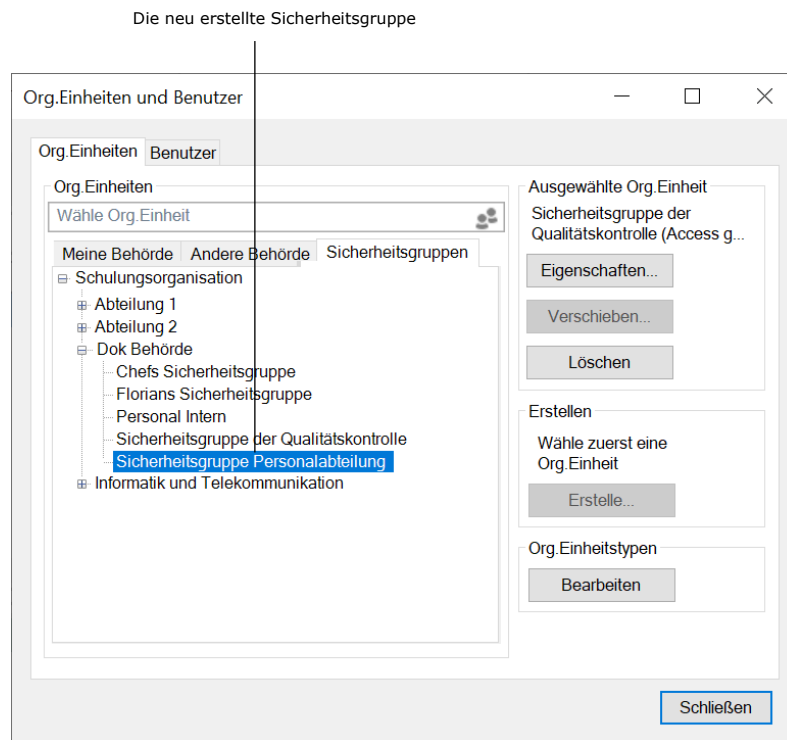 Die neu erstellte Sicherheitsgruppe
Org.Einheiten und Benutzer
Org.Einheiten Benutzer
Org.Einheiten
Wähle Org.Einheit
Meine Behörde Andere Behörde Sicherheitsgruppen
Schulungsorganisation
Abteilung 1
Abteilung 2
Dok Behörde
Chefs Sicherheitsgruppe
Florians Sicherheitsgruppe
Personal Intern
Sicherheitsgruppe der Qualitätskontrolle
Sicherheitsgruppe Personalabteilung
Informatik und Telekommunikation
Ausgewählte Org.Einheit
Sicherheitsgruppe der
Qualitätskontrolle (Access g...
Eigenschaften...
Verschieben...
Löschen
Erstellen
Wähle zuerst eine
Org.Einheit
Erstelle...
Org.Einheitstypen
Bearbeiten
Schließen